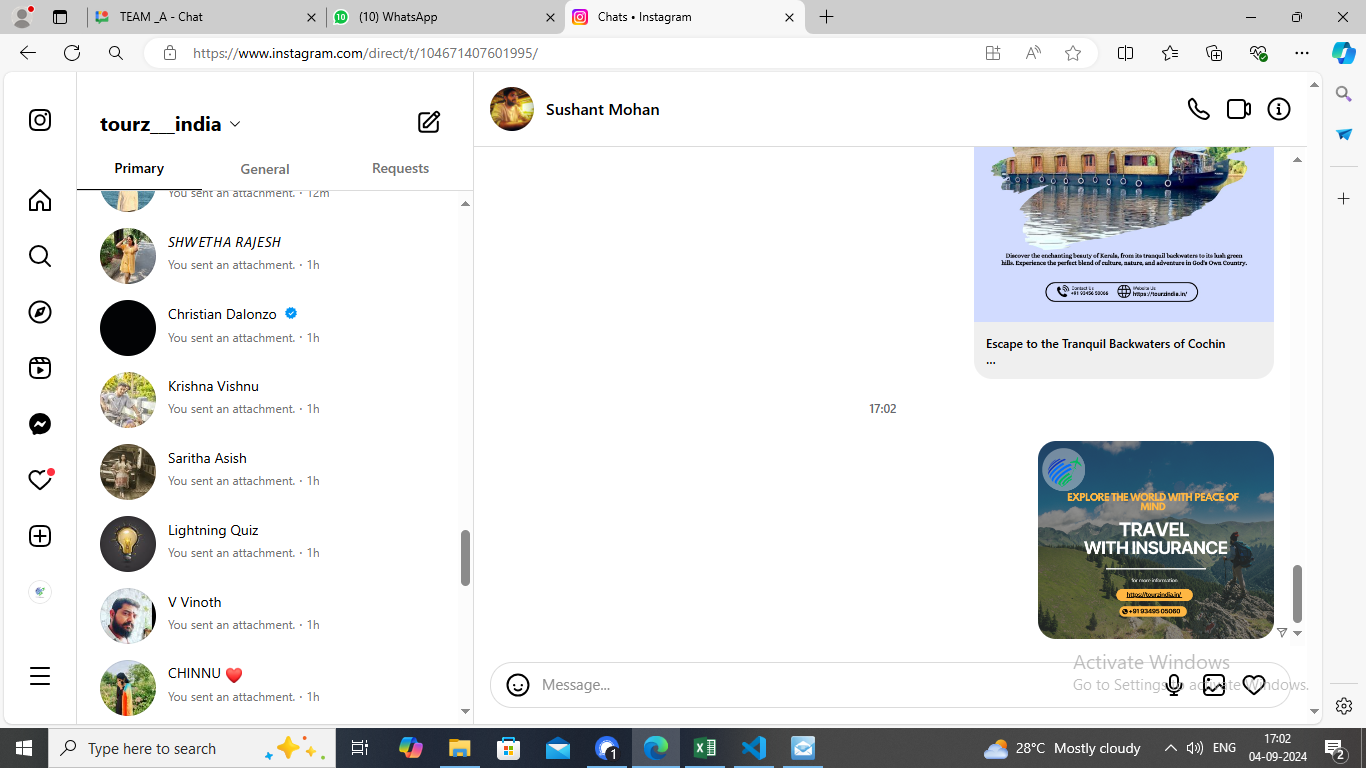 TEAM _A - Chat
(10) WhatsApp
Chats • Instagram
https://www.instagram.com/direct/t/104671407601995/
tourz___india
Primary
General
Requests
You sent an attachment. · 12m
SHWETHA RAJESH
You sent an attachment. · 1h
Christian Dalonzo
You sent an attachment. · 1h
Krishna Vishnu
You sent an attachment. · 1h
Saritha Asish
You sent an attachment. · 1h
Lightning Quiz
You sent an attachment. · 1h
V Vinoth
You sent an attachment. · 1h
CHINNU ❤️
You sent an attachment. · 1h
Sushant Mohan
Discover the enchanting beauty of Kerala, from its tranquil backwaters to its lush green
hills. Experience the perfect blend of culture, nature, and adventure in God's Own Country.
Contact Us
Website Us
https://tourzindia.in/
Escape to the Tranquil Backwaters of Cochin
...
17:02
EXPLORE THE WORLD WITH PEACE OF
MIND
TRAVEL
WITH INSURANCE
for more information
https://tourzindia.in/
+91 93495 05060
Message...
Activate Windows
Go to Settings to activate Windows.
Type here to search
28°C Mostly cloudy
ENG
17:02
04-09-2024
2